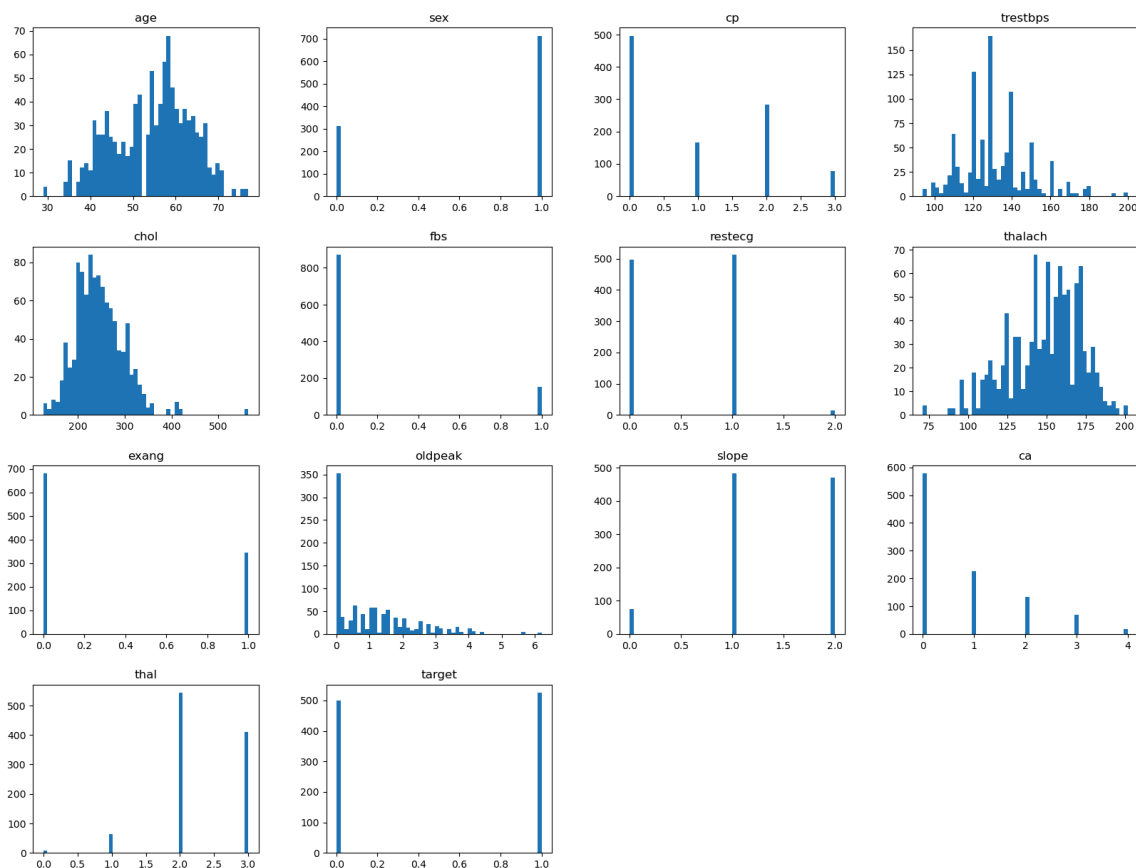 age sex cp trestbps
70 60 50 40 30 20 10 0
30 40 50 60 70
700 600 500 400 300 200 100 0
0.0 0.2 0.4 0.6 0.8 1.0
500 400 300 200 100 0
0.0 0.5 1.0 1.5 2.0 2.5 3.0
150 125 100 75 50 25 0
100 120 140 160 180 200
chol fbs restecg thalach
80 60 40 20 0
200 300 400 500
800 600 400 200 0
0.0 0.2 0.4 0.6 0.8 1.0
500 400 300 200 100 0
0.0 0.5 1.0 1.5 2.0
70 60 50 40 30 20 10 0
75 100 125 150 175 200
exang oldpeak slope ca
700 600 500 400 300 200 100 0
0.0 0.2 0.4 0.6 0.8 1.0
350 300 250 200 150 100 50 0
0 1 2 3 4 5 6
500 400 300 200 100 0
0.0 0.5 1.0 1.5 2.0
600 500 400 300 200 100 0
0 1 2 3 4
thal target
500 400 300 200 100 0
0.0 0.5 1.0 1.5 2.0 2.5 3.0
500 400 300 200 100 0
0.0 0.2 0.4 0.6 0.8 1.0